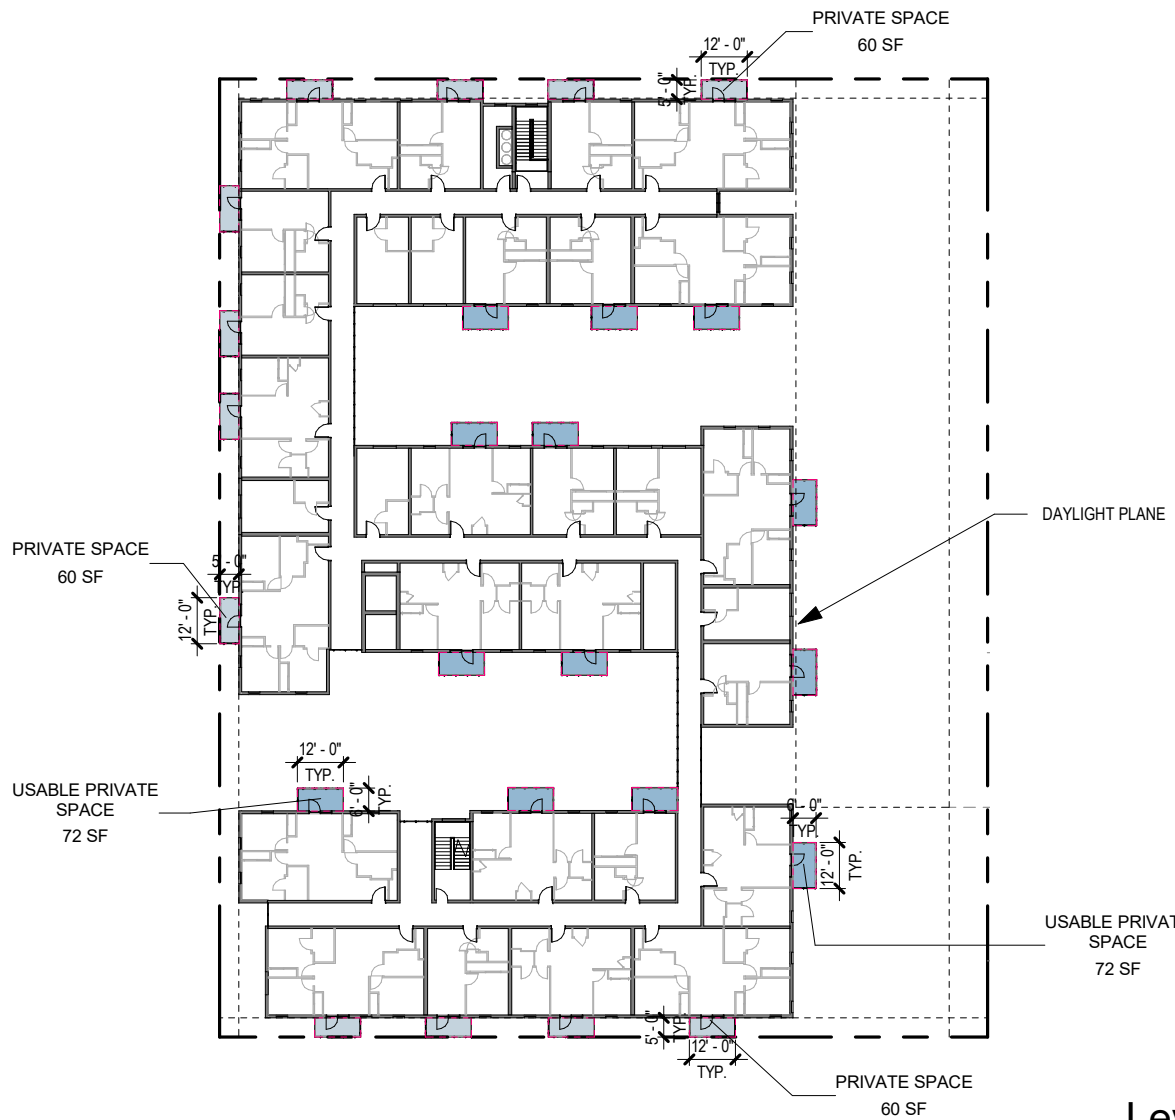 PRIVATE SPACE
60 SF
12' - 0"
TYP.
5' - 0"
TYP.
DAYLIGHT PLANE
PRIVATE SPACE
60 SF
5' - 0"
TYP.
12' - 0"
TYP.
12' - 0"
TYP.
6' - 0"
TYP.
USABLE PRIVATE
SPACE
72 SF
6' - 0"
TYP.
12' - 0"
TYP.
USABLE PRIVAT
SPACE
72 SF
5' - 0"
TYP.
12' - 0"
TYP.
PRIVATE SPACE
60 SF